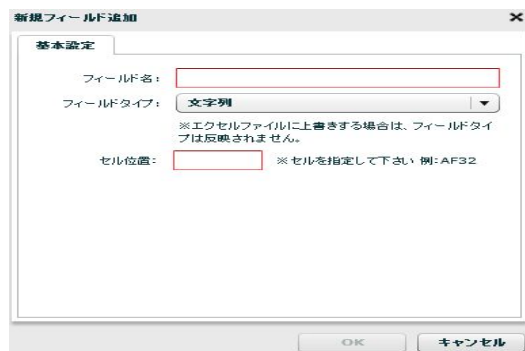 新規フィールド追加
基本設定
フィールド名:
フィールドタイプ: 文字列
※エクセルファイルに上書きする場合は、フィールドタイ
プは反映されません。
セル位置: ※セルを指定して下さい 例:AF32
OK キャンセル